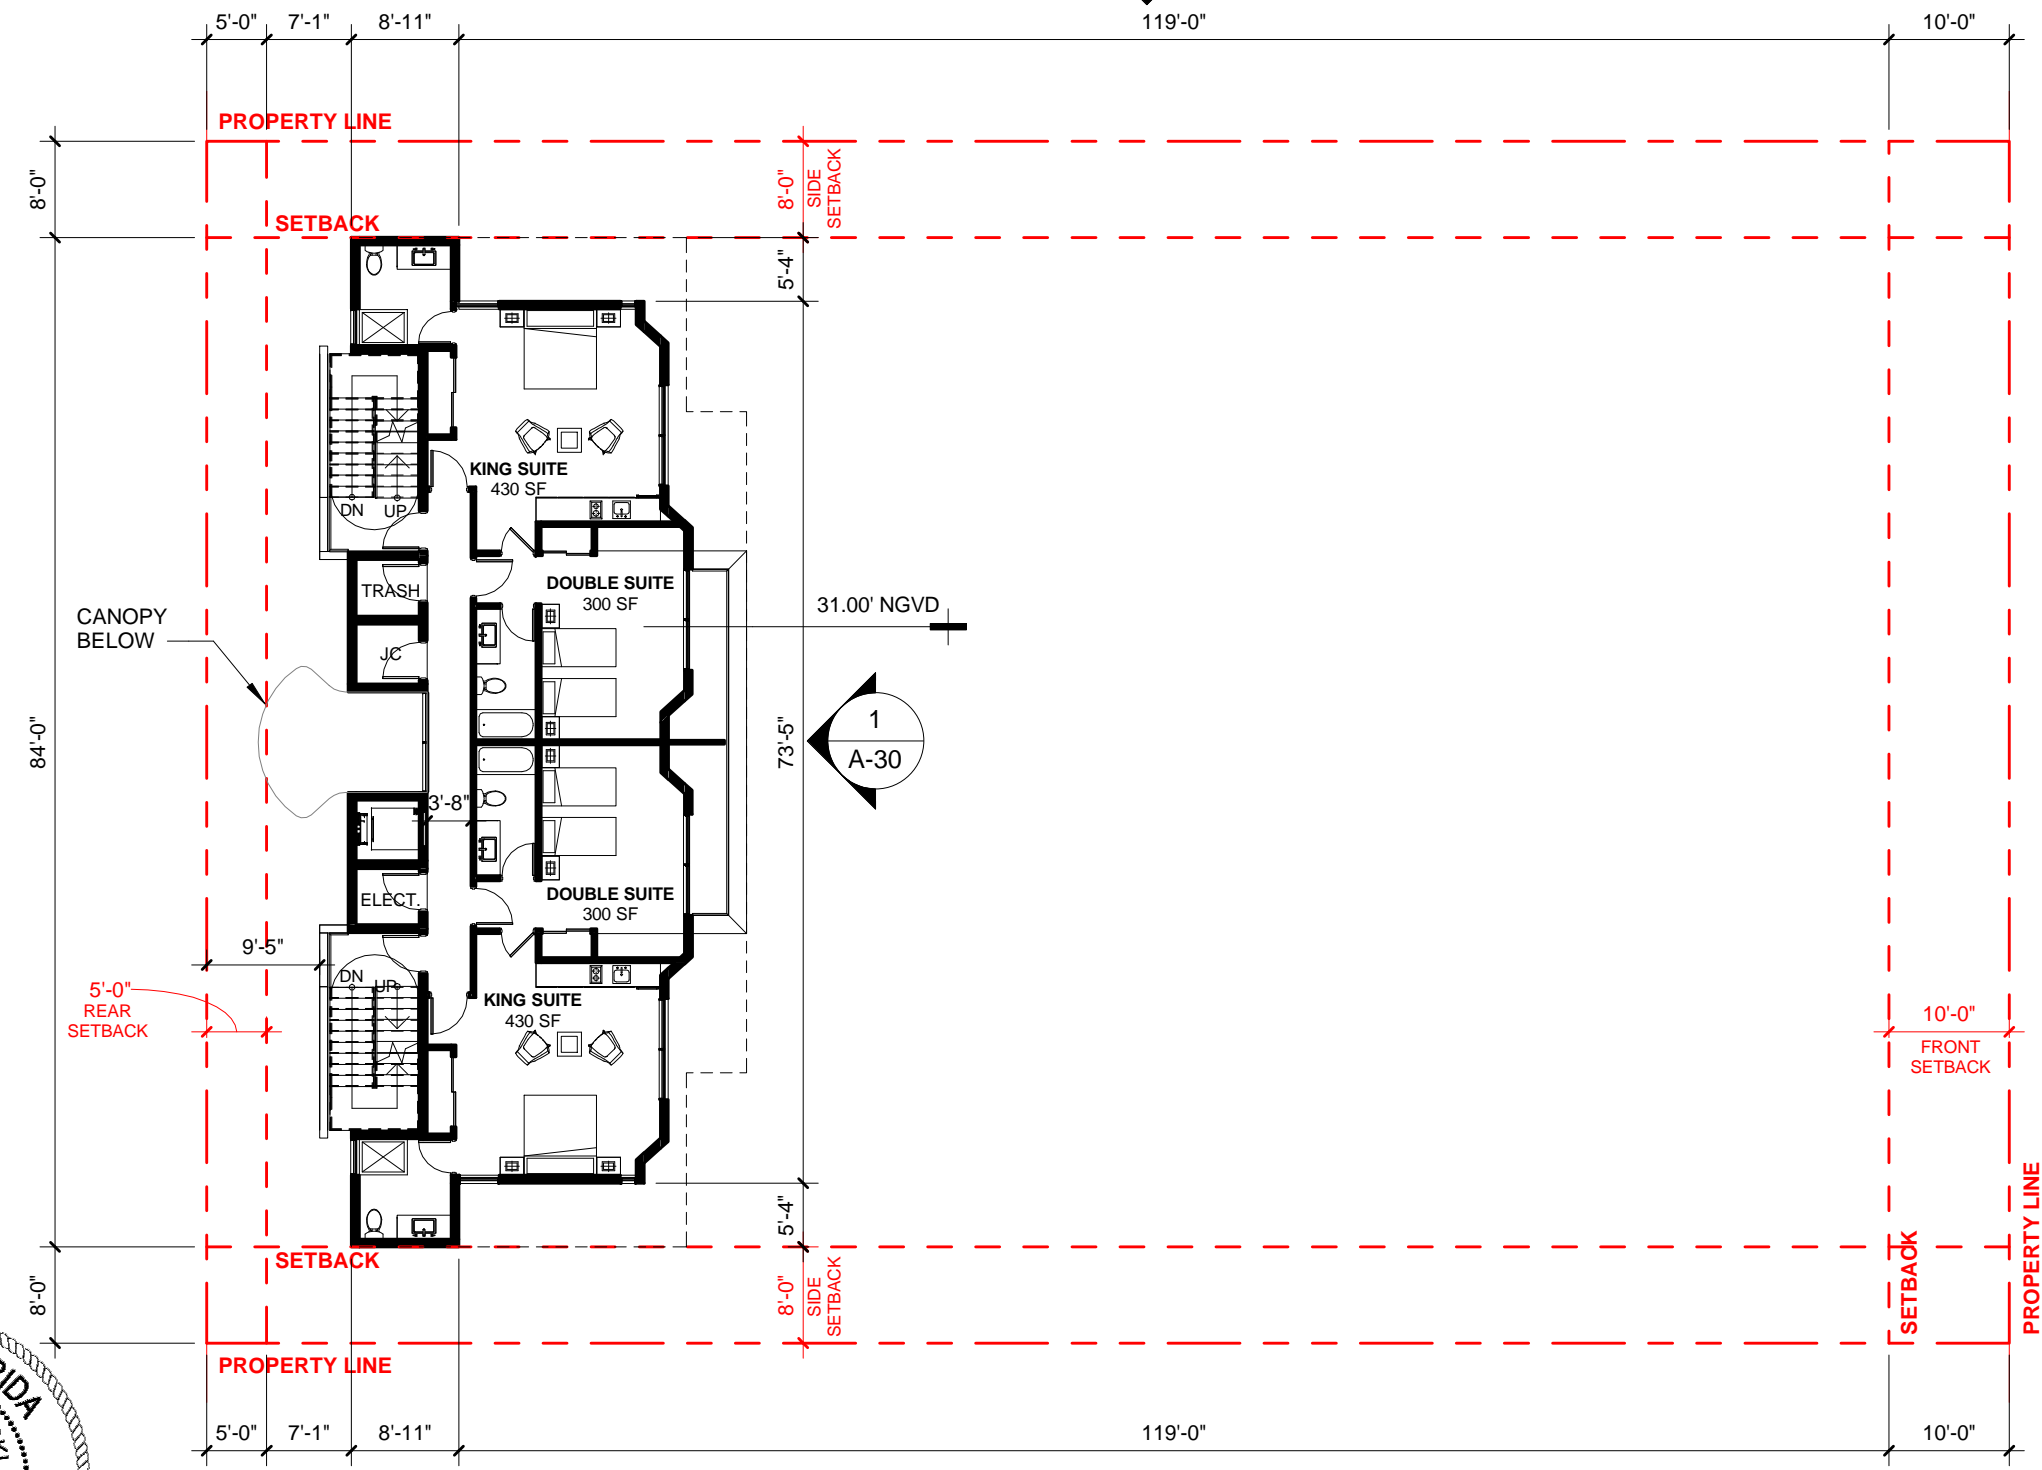 5'-0" 7'-1" 8'-11" 119'-0" 10'-0"
PROPERTY LINE
8'-0"
8'-0"
SIDE
SETBACK
SETBACK
5'-4"
KING SUITE
430 SF
DN UP
TRASH
DOUBLE SUITE
300 SF
31.00' NGVD
CANOPY
BELOW
JC
84'-0"
73'-5"
1
A-30
3'-8"
ELECT.
DOUBLE SUITE
300 SF
9'-5"
DN UP
5'-0"
REAR
SETBACK
KING SUITE
430 SF
10'-0"
FRONT
SETBACK
5'-4"
SETBACK
8'-0"
8'-0"
SIDE
SETBACK
SETBACK
PROPERTY LINE
PROPERTY LINE
5'-0" 7'-1" 8'-11" 119'-0" 10'-0"